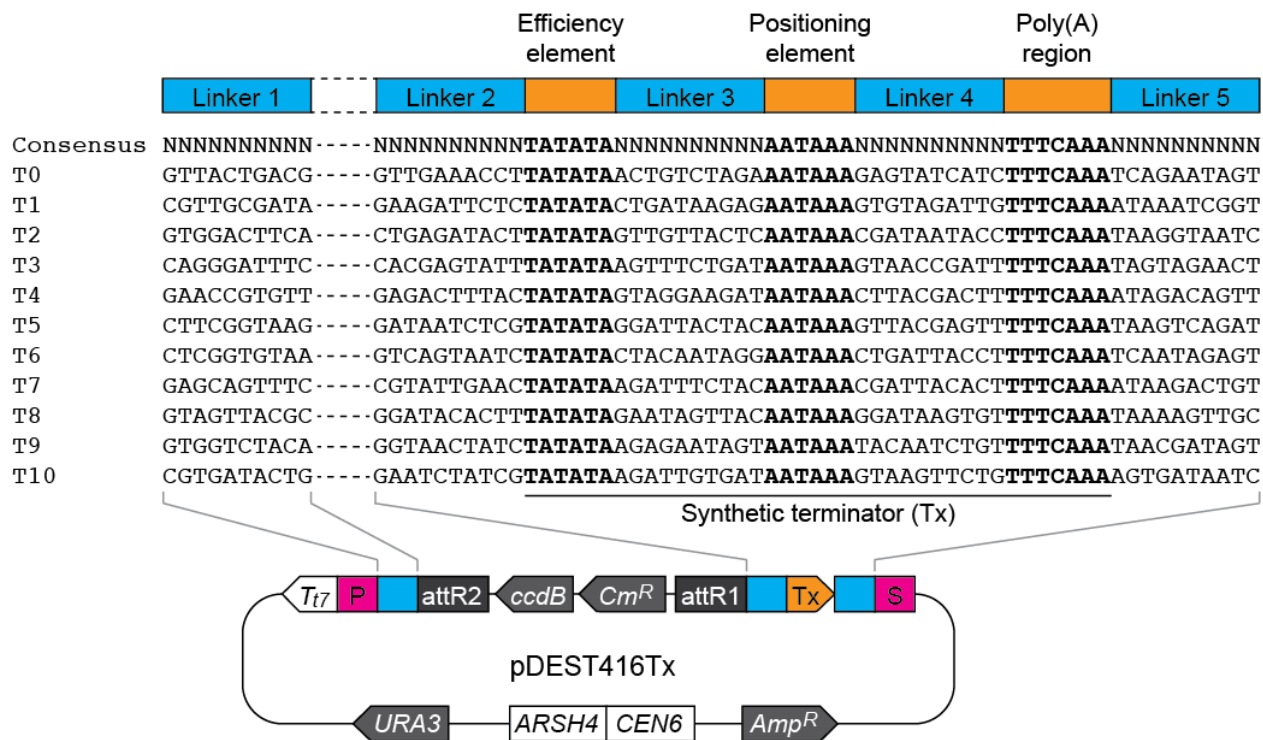 Efficiency element Positioning element Poly(A) region
Linker 1 Linker 2 Linker 3 Linker 4 Linker 5
Consensus NNNNNNNNNN-----NNNNNNNNNNTATATANNNNNNNNNNAATAAANNNNNNNNNNTTTCAAANNNNNNNNNN
T0 GTTACTGACG-----GTTGAAACCTTATATAACTGTCTAGAAATAAAGAGTATCATCTTTCAAATCAGAATAGT
T1 CGTTGCGATA-----GAAGATTCTCTATATACTGATAAGAGAATAAAGTGTAGATTGTTTCAAAATAAATCGGT
T2 GTGGACTTCA-----CTGAGATACTTATATAGTTGTTACTCAATAAACGATAATACCTTTCAAATAAGGTAATC
T3 CAGGGATTTC-----CACGAGTATTTATATAAGTTTCTGATAATAAAGTAACCGATTTTTCAAATAGTAGAACT
T4 GAACCGTGTT-----GAGACTTTACTATATAGTAGGAAGATAATAAACTTACGACTTTTTCAAAATAGACAGTT
T5 CTTCGGTAAG-----GATAATCTCGTATATAGGATTACTACAATAAAGTTACGAGTTTTTCAAATAAGTCAGAT
T6 CTCGGTGTAA-----GTCAGTAATCTATATACTACAATAGGAATAAACTGATTACCTTTTCAAATCAATAGAGT
T7 GAGCAGTTTC-----CGTATTGAACTATATAAGATTTCTACAATAAACGATTACACTTTTCAAAATAAGACTGT
T8 GTAGTTACGC-----GGATACACTTTATATAGAATAGTTACAATAAAGGATAAGTGTTTTCAAATAAAAGTTGC
T9 GTGGTCTACA-----GGTAACTATCTATATAAGAGAATAGTAATAAATACAATCTGTTTTCAAATAACGATAGT
T10 CGTGATACTG-----GAATCTATCGTATATAAGATTGTGATAATAAAGTAAGTTCTGTTTCAAAAGTGATAATC
Synthetic terminator (Tx)
Tt7 P attR2 ccdB CmR attR1 Tx S
pDEST416Tx
URA3 ARSH4 CEN6 AmpR